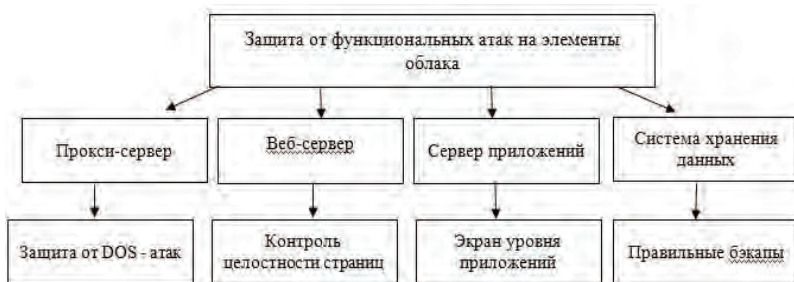 Защита от функциональных атак на элементы
облака
Прокси-сервер
Веб-сервер
Сервер приложений
Система хранения
данных
Защита от DOS - атак
Контроль
целостности страниц
Экран уровня
приложений
Правильные бэкапы